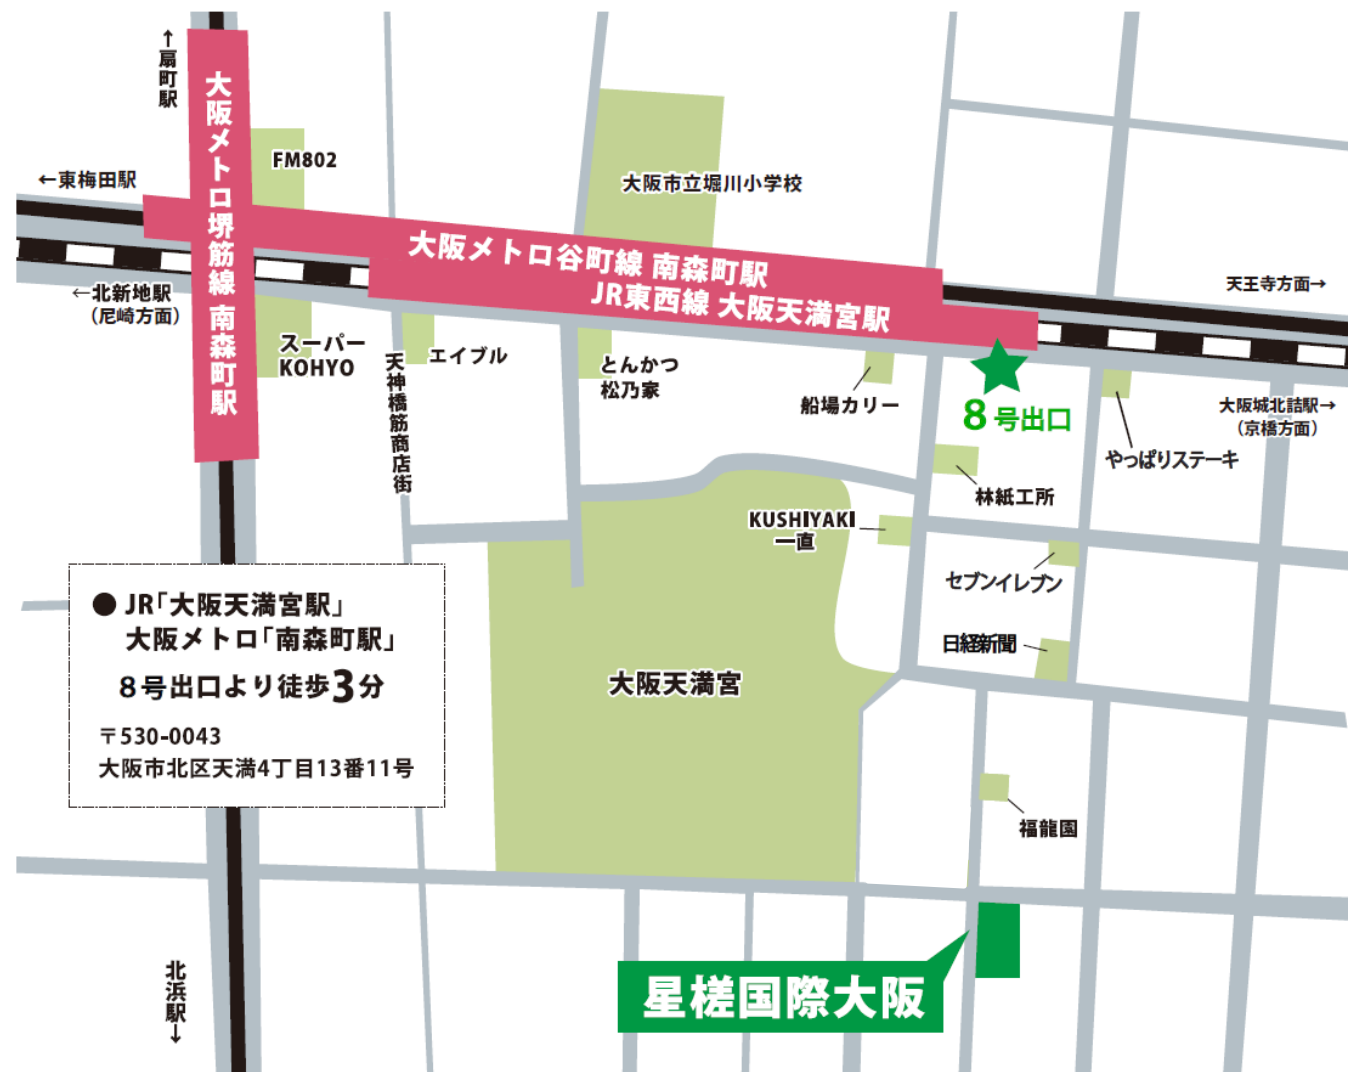 ↑扇町駅
大阪メトロ堺筋線 南森町駅
FM802
←東梅田駅
大阪市立堀川小学校
大阪メトロ谷町線 南森町駅
JR東西線 大阪天満宮駅
天王寺方面→
←北新地駅
（尼崎方面）
スーパー
KOHYO
天神橋筋商店街
エイブル
とんかつ
松乃家
船場カリー
8号出口
大阪城北詰駅→
（京橋方面）
やっぱりステーキ
林紙工所
KUSHIYAKI
一直
セブンイレブン
日経新聞
大阪天満宮
● JR「大阪天満宮駅」
大阪メトロ「南森町駅」
8号出口より徒歩3分
〒530-0043
大阪市北区天満4丁目13番11号
福龍園
北浜駅↓
星槎国際大阪